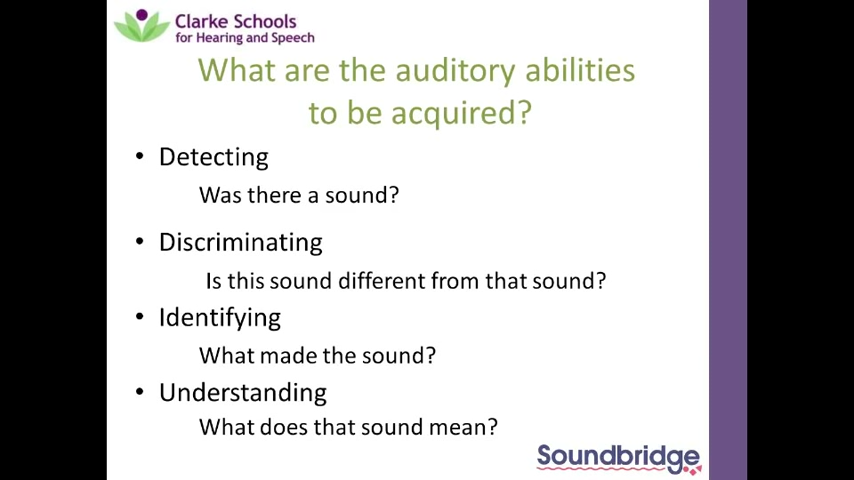 Clarke Schools
for Hearing and Speech
What are the auditory abilities
to be acquired?
• Detecting
Was there a sound?
• Discriminating
Is this sound different from that sound?
• Identifying
What made the sound?
• Understanding
What does that sound mean?
Soundbridge